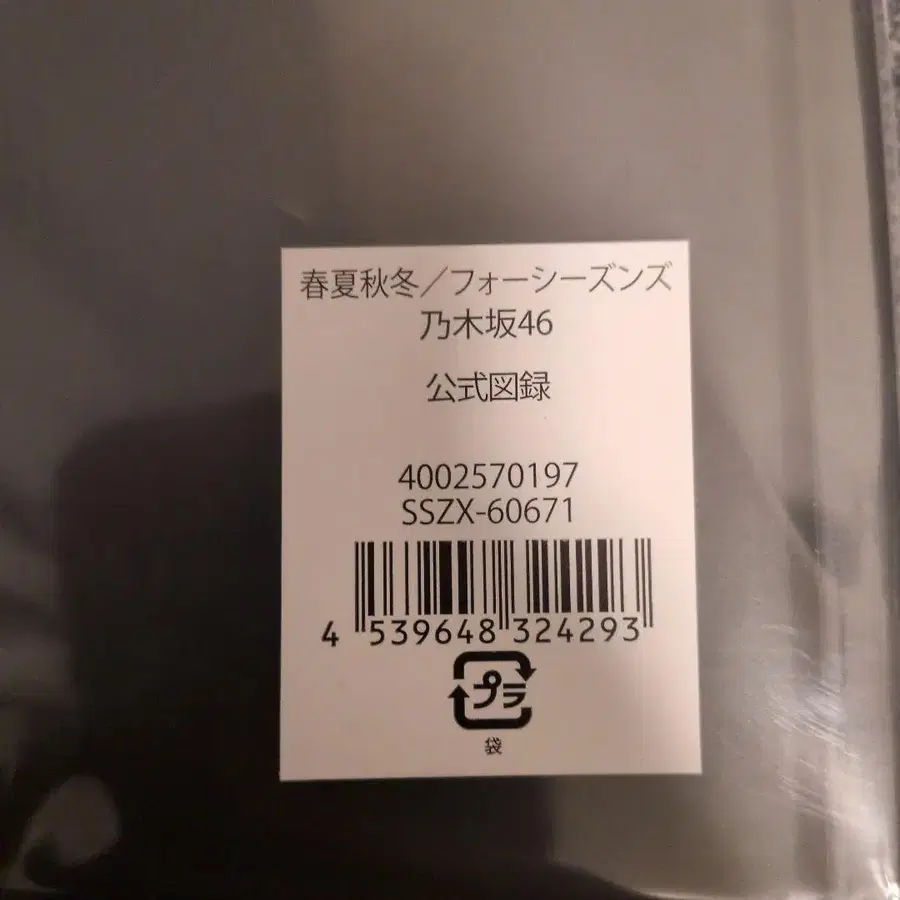 春夏秋冬／フォーシーズンズ
乃木坂46
公式図録
4002570197
SSZX-60671
4 539648 324293
プラ
袋